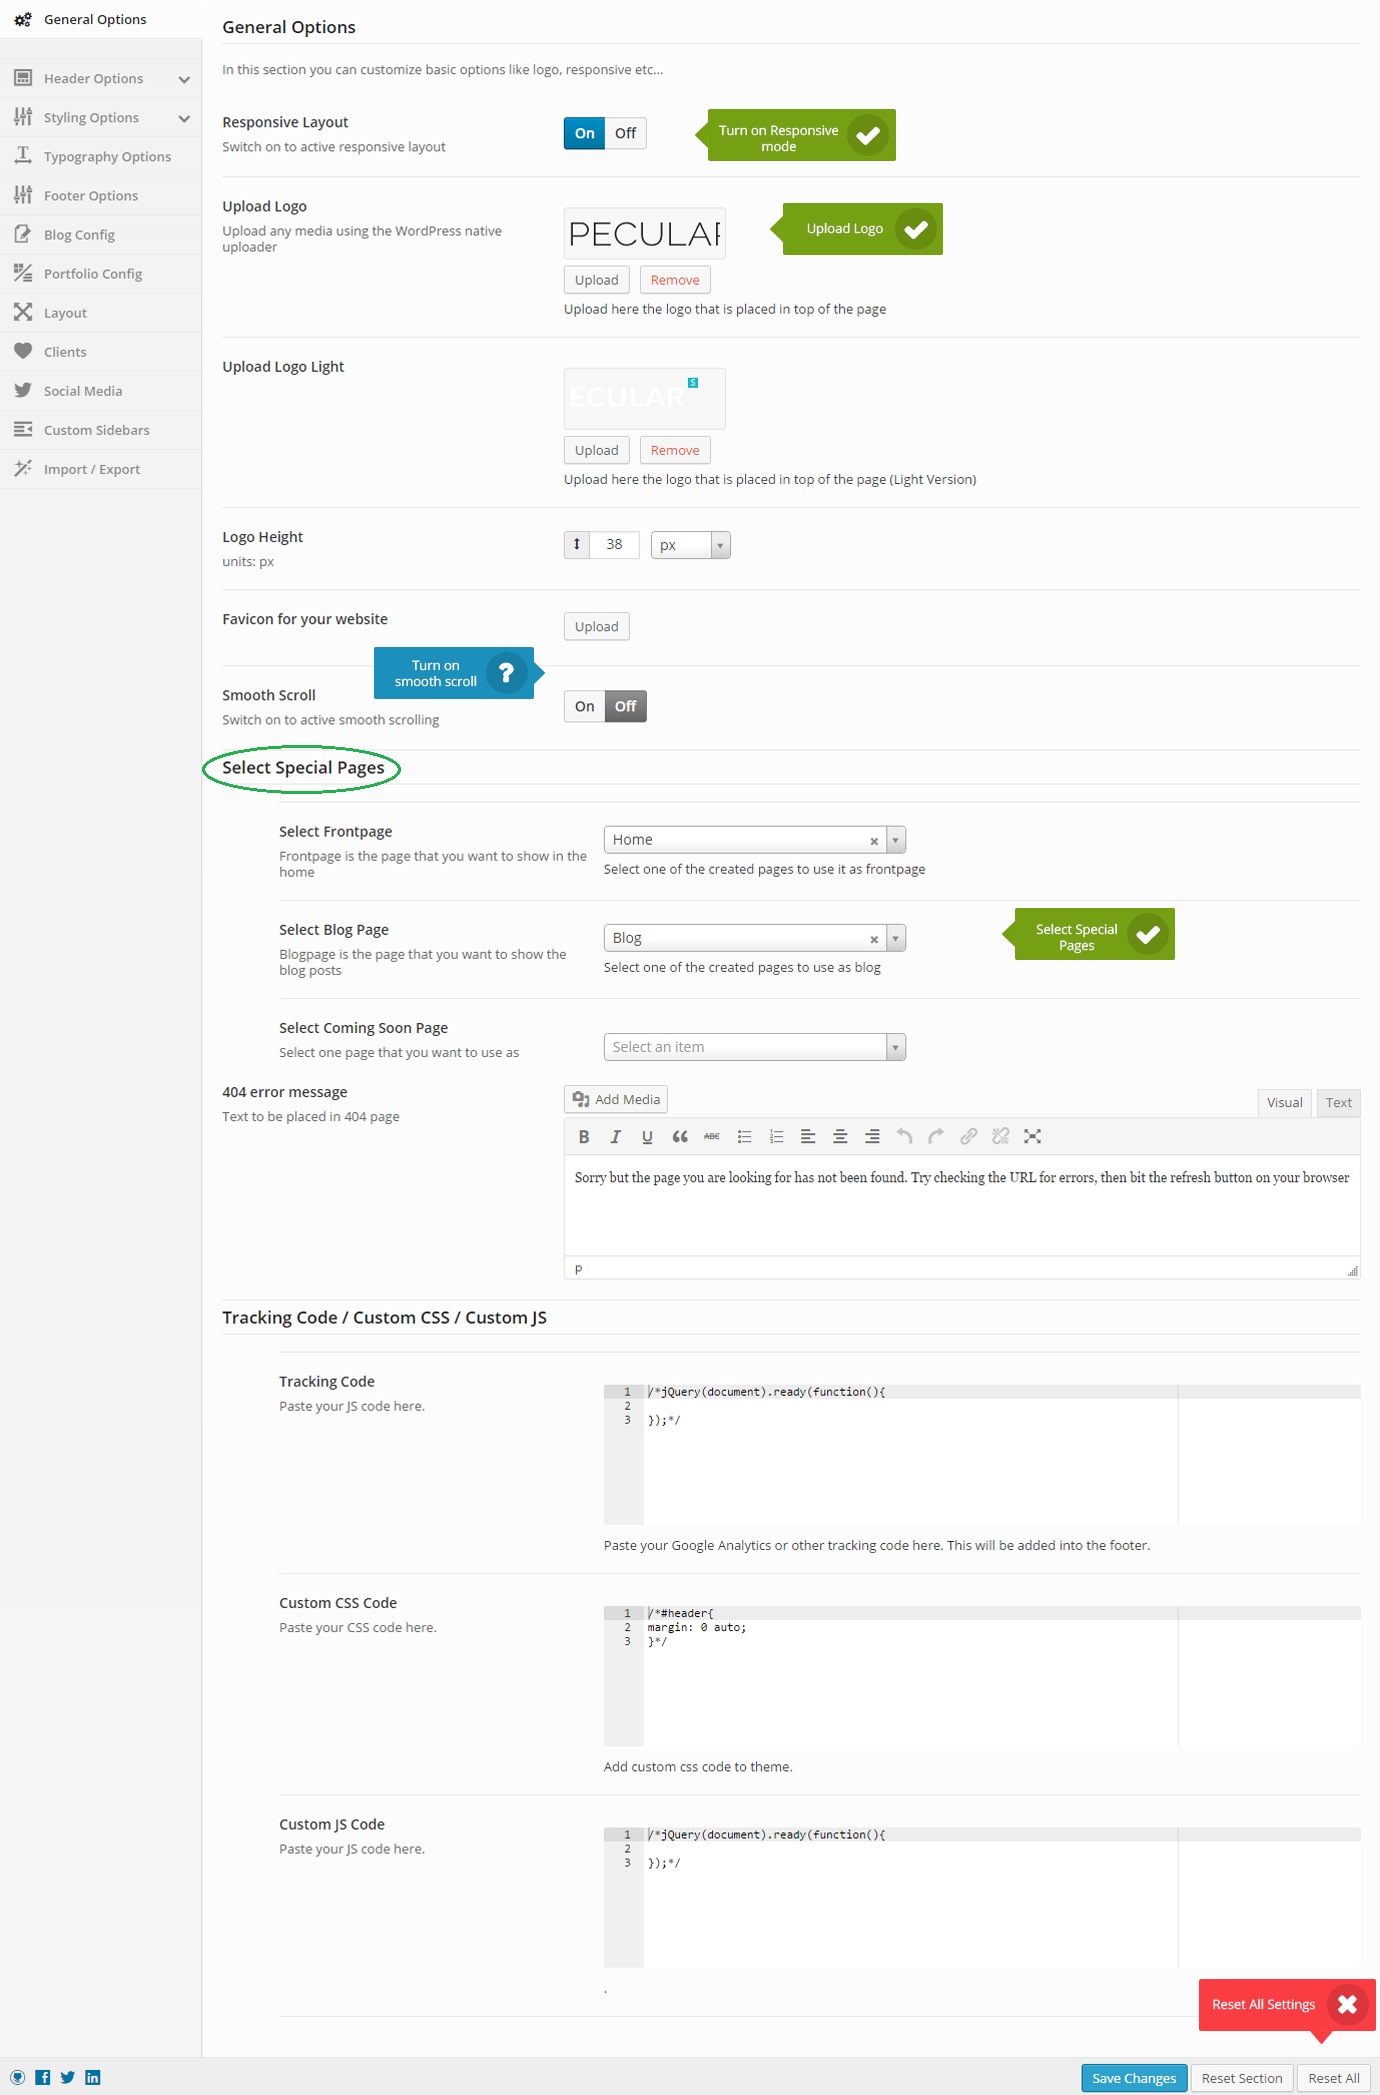 General Options
Header Options
Styling Options
Typography Options
Footer Options
Blog Config
Portfolio Config
Layout
Clients
Social Media
Custom Sidebars
Import / Export
General Options
In this section you can customize basic options like logo, responsive etc...
Responsive Layout
Switch on to active responsive layout
On Off
Turn on Responsive
mode
Upload Logo
Upload any media using the WordPress native
uploader
PECULAR
Upload Logo
Upload Remove
Upload here the logo that is placed in top of the page
Upload Logo Light
ECULAR S
Upload Remove
Upload here the logo that is placed in top of the page (Light Version)
Logo Height
units: px
38 px
Favicon for your website
Upload
Turn on
smooth scroll ?
Smooth Scroll
Switch on to active smooth scrolling
On Off
Select Special Pages
Select Frontpage
Frontpage is the page that you want to show in the
home
Home
Select one of the created pages to use it as frontpage
Select Blog Page
Blogpage is the page that you want to show the
blog posts
Blog
Select one of the created pages to use as blog
Select Special
Pages
Select Coming Soon Page
Select one page that you want to use as
Select an item
404 error message
Text to be placed in 404 page
Add Media
Visual Text
B I U ABC
Sorry but the page you are looking for has not been found. Try checking the URL for errors, then bit the refresh button on your browser
p
Tracking Code / Custom CSS / Custom JS
Tracking Code
Paste your JS code here.
1 /*jQuery(document).ready(function(){
2
3 });*/
Paste your Google Analytics or other tracking code here. This will be added into the footer.
Custom CSS Code
Paste your CSS code here.
1 /*#header{
2 margin: 0 auto;
3 }*/
Add custom css code to theme.
Custom JS Code
Paste your JS code here.
1 /*jQuery(document).ready(function(){
2
3 });*/
.
Reset All Settings
Save Changes Reset Section Reset All